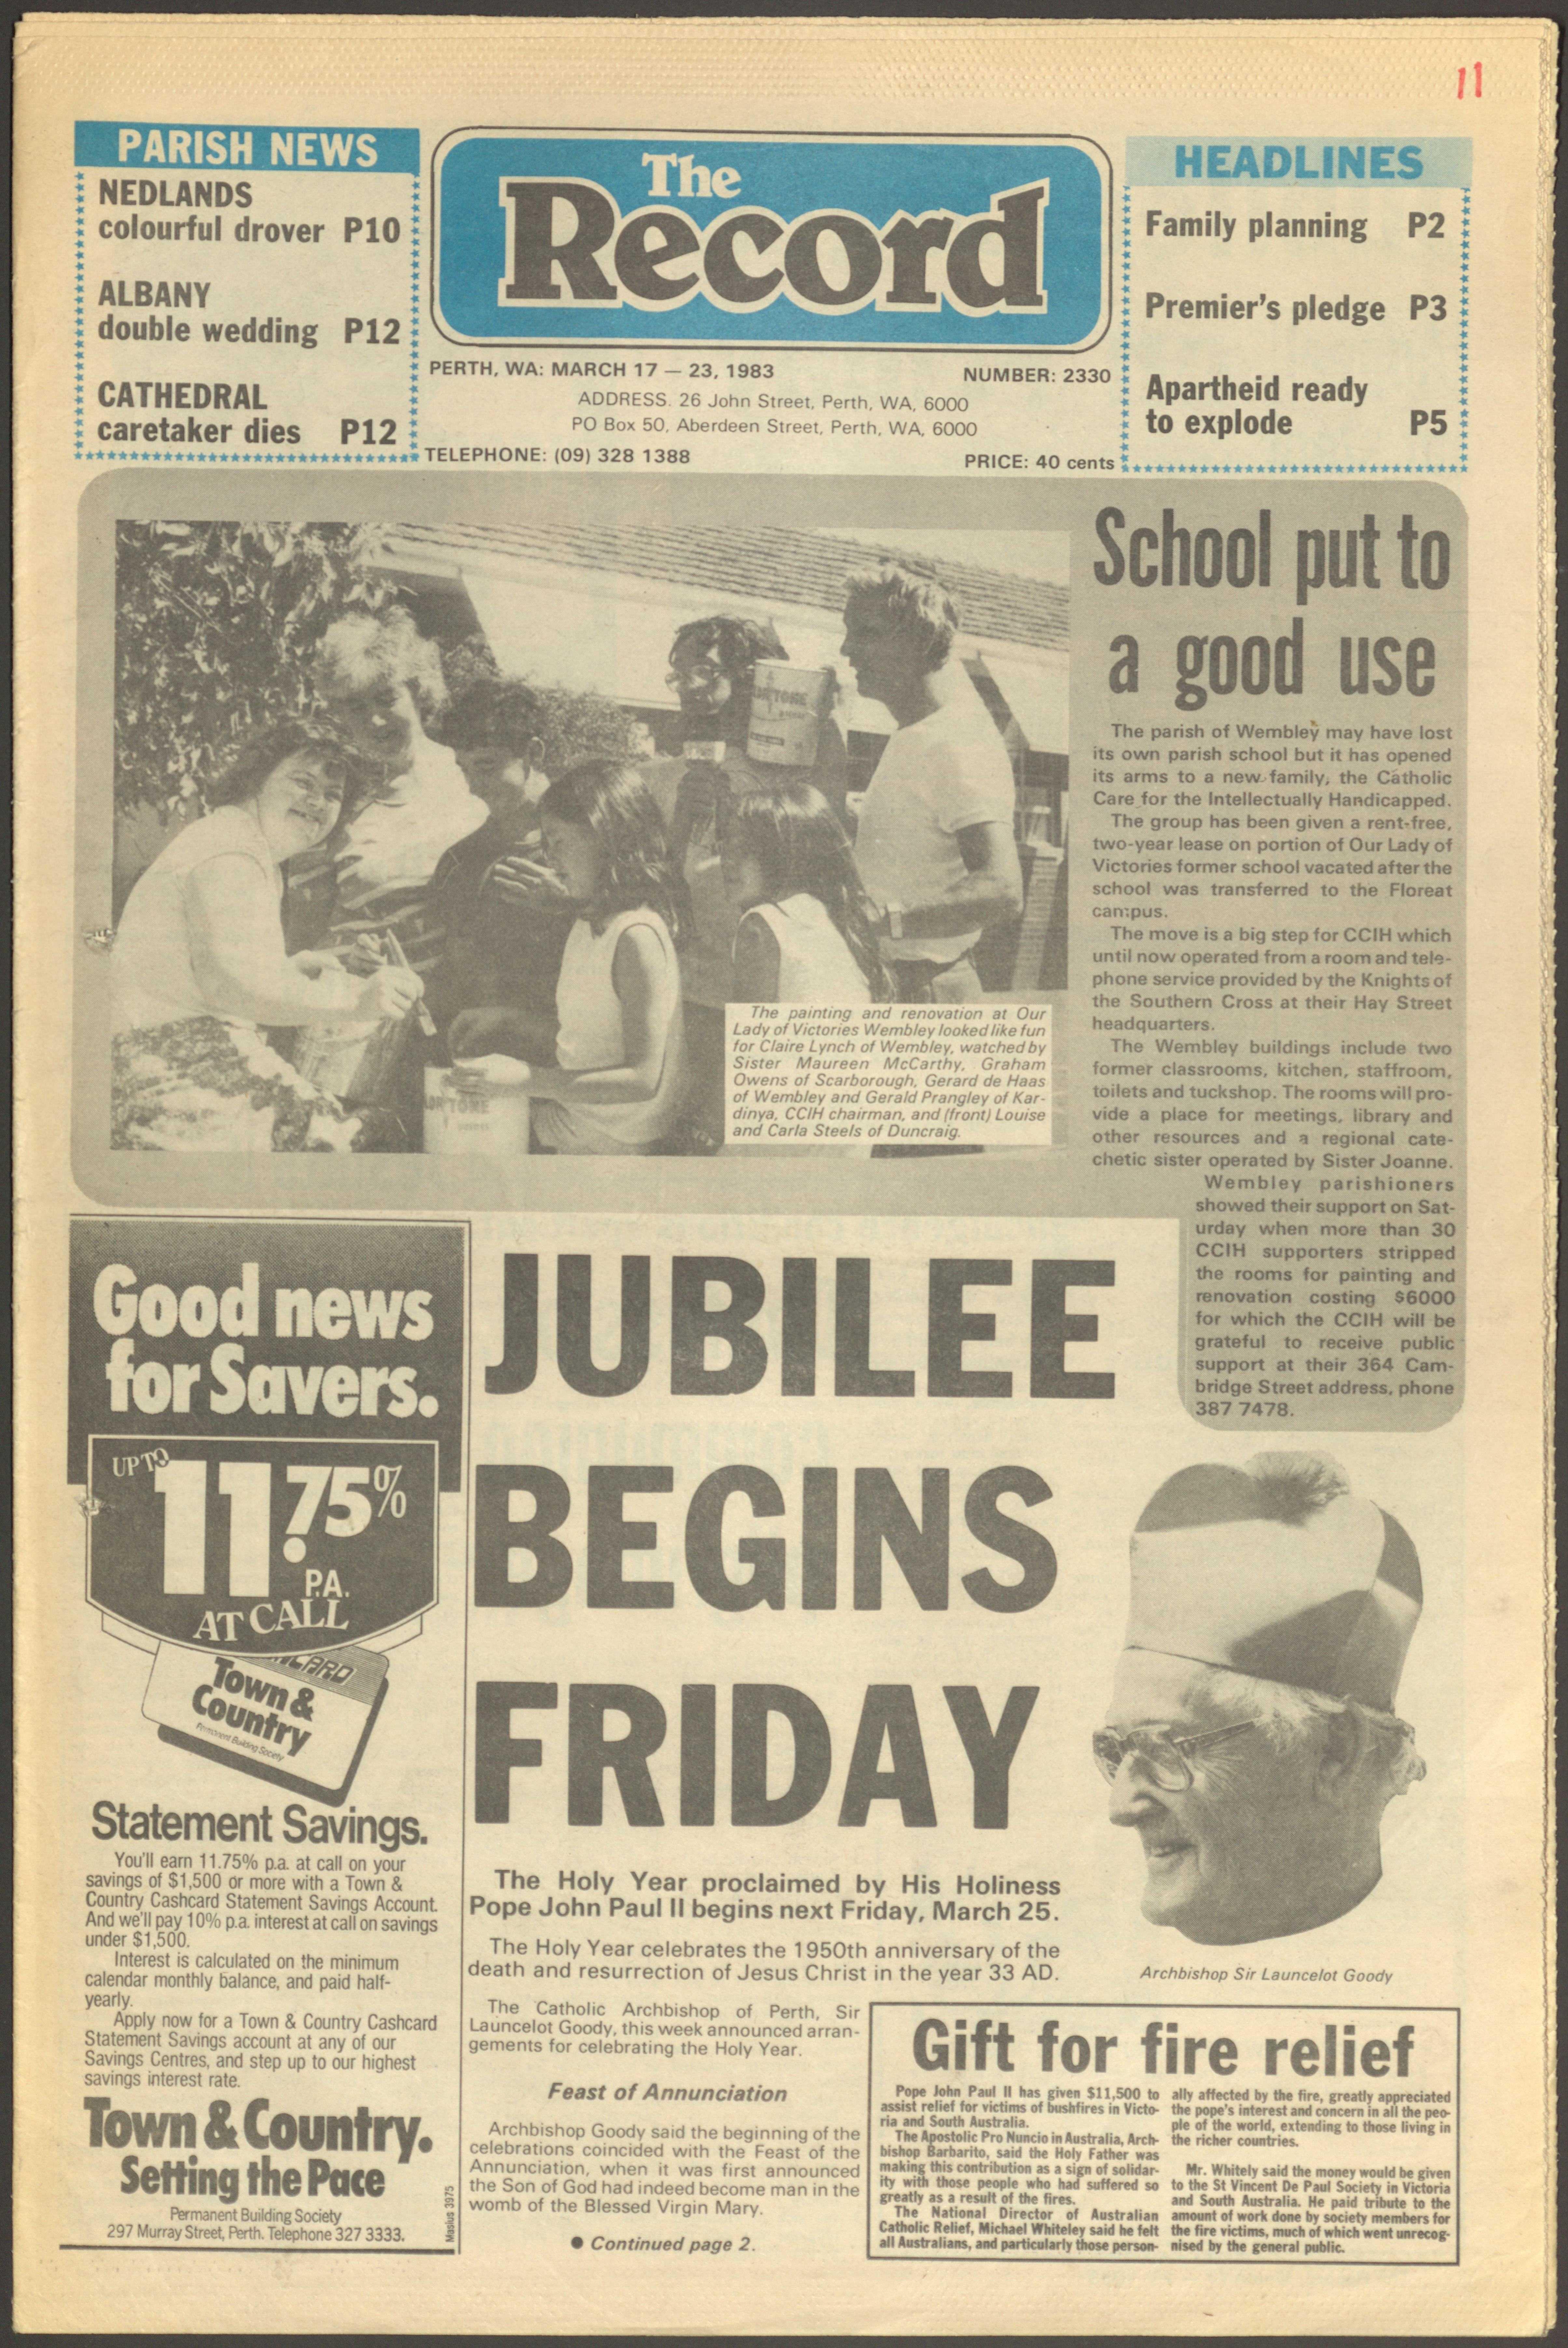 11
PARISH NEWS
NEDLANDS
colourful drover P10
ALBANY
double wedding P12
CATHEDRAL
caretaker dies P12
The
Record
PERTH, WA: MARCH 17 — 23, 1983
NUMBER: 2330
ADDRESS. 26 John Street, Perth, WA, 6000
PO Box 50, Aberdeen Street, Perth, WA, 6000
TELEPHONE: (09) 328 1388
PRICE: 40 cents
HEADLINES
Family planning P2
Premier's pledge P3
Apartheid ready
to explode P5
The painting and renovation at Our
Lady of Victories Wembley looked like fun
for Claire Lynch of Wembley, watched by
Sister Maureen McCarthy, Graham
Owens of Scarborough, Gerard de Haas
of Wembley and Gerald Prangley of Kar-
dinya, CCIH chairman, and (front) Louise
and Carla Steels of Duncraig.
School put to
a good use
The parish of Wembley may have lost
its own parish school but it has opened
its arms to a new family, the Catholic
Care for the Intellectually Handicapped.
The group has been given a rent-free,
two-year lease on portion of Our Lady of
Victories former school vacated after the
school was transferred to the Floreat
campus.
The move is a big step for CCIH which
until now operated from a room and tele-
phone service provided by the Knights of
the Southern Cross at their Hay Street
headquarters.
The Wembley buildings include two
former classrooms, kitchen, staffroom,
toilets and tuckshop. The rooms will pro-
vide a place for meetings, library and
other resources and a regional cate-
chetic sister operated by Sister Joanne.
Wembley parishioners
showed their support on Sat-
urday when more than 30
CCIH supporters stripped
the rooms for painting and
renovation costing $6000
for which the CCIH will be
grateful to receive public
support at their 364 Cam-
bridge Street address, phone
387 7478.
Good news
for Savers.
UP TO
11.75%
P.A.
AT CALL
Town &
Country
Permanent Building Society
Statement Savings.
You'll earn 11.75% p.a. at call on your
savings of $1,500 or more with a Town &
Country Cashcard Statement Savings Account.
And we'll pay 10% p.a. interest at call on savings
under $1,500.
Interest is calculated on the minimum
calendar monthly balance, and paid half-
yearly.
Apply now for a Town & Country Cashcard
Statement Savings account at any of our
Savings Centres, and step up to our highest
savings interest rate.
Town & Country.
Setting the Pace
Permanent Building Society
297 Murray Street, Perth. Telephone 327 3333.
Masius 3975
JUBILEE
BEGINS
FRIDAY
The Holy Year proclaimed by His Holiness
Pope John Paul II begins next Friday, March 25.
The Holy Year celebrates the 1950th anniversary of the
death and resurrection of Jesus Christ in the year 33 AD.
The Catholic Archbishop of Perth, Sir
Launcelot Goody, this week announced arran-
gements for celebrating the Holy Year.
Feast of Annunciation
Archbishop Goody said the beginning of the
celebrations coincided with the Feast of the
Annunciation, when it was first announced
the Son of God had indeed become man in the
womb of the Blessed Virgin Mary.
● Continued page 2.
Archbishop Sir Launcelot Goody
Gift for fire relief
Pope John Paul II has given $11,500 to
assist relief for victims of bushfires in Victo-
ria and South Australia.
The Apostolic Pro Nuncio in Australia, Arch-
bishop Barbarito, said the Holy Father was
making this contribution as a sign of solidar-
ity with those people who had suffered so
greatly as a result of the fires.
The National Director of Australian
Catholic Relief, Michael Whiteley said he felt
all Australians, and particularly those person-
ally affected by the fire, greatly appreciated
the pope's interest and concern in all the peo-
ple of the world, extending to those living in
the richer countries.
Mr. Whitely said the money would be given
to the St Vincent De Paul Society in Victoria
and South Australia. He paid tribute to the
amount of work done by society members for
the fire victims, much of which went unrecog-
nised by the general public.